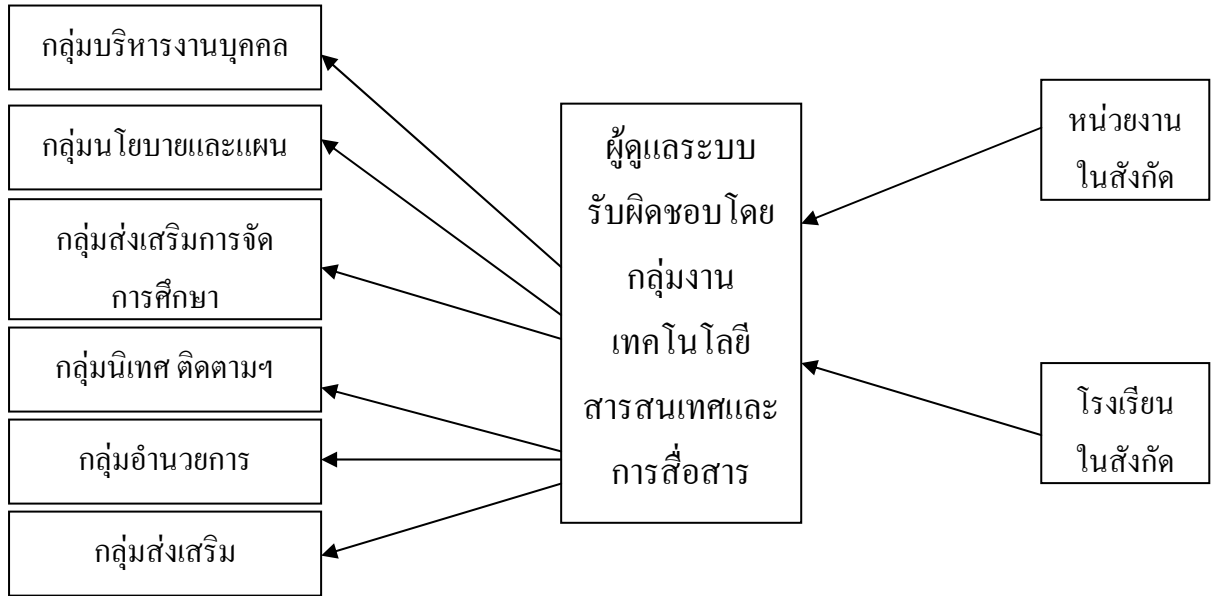 กลุ่มบริหารงานบุคคล
กลุ่มนโยบายและแผน
กลุ่มส่งเสริมการจัด
การศึกษา
กลุ่มนิเทศ ติดตามฯ
กลุ่มอำนวยการ
กลุ่มส่งเสริม
ผู้ดูแลระบบ
รับผิดชอบโดย
กลุ่มงาน
เทคโนโลยี
สารสนเทศและ
การสื่อสาร
หน่วยงาน
ในสังกัด
โรงเรียน
ในสังกัด